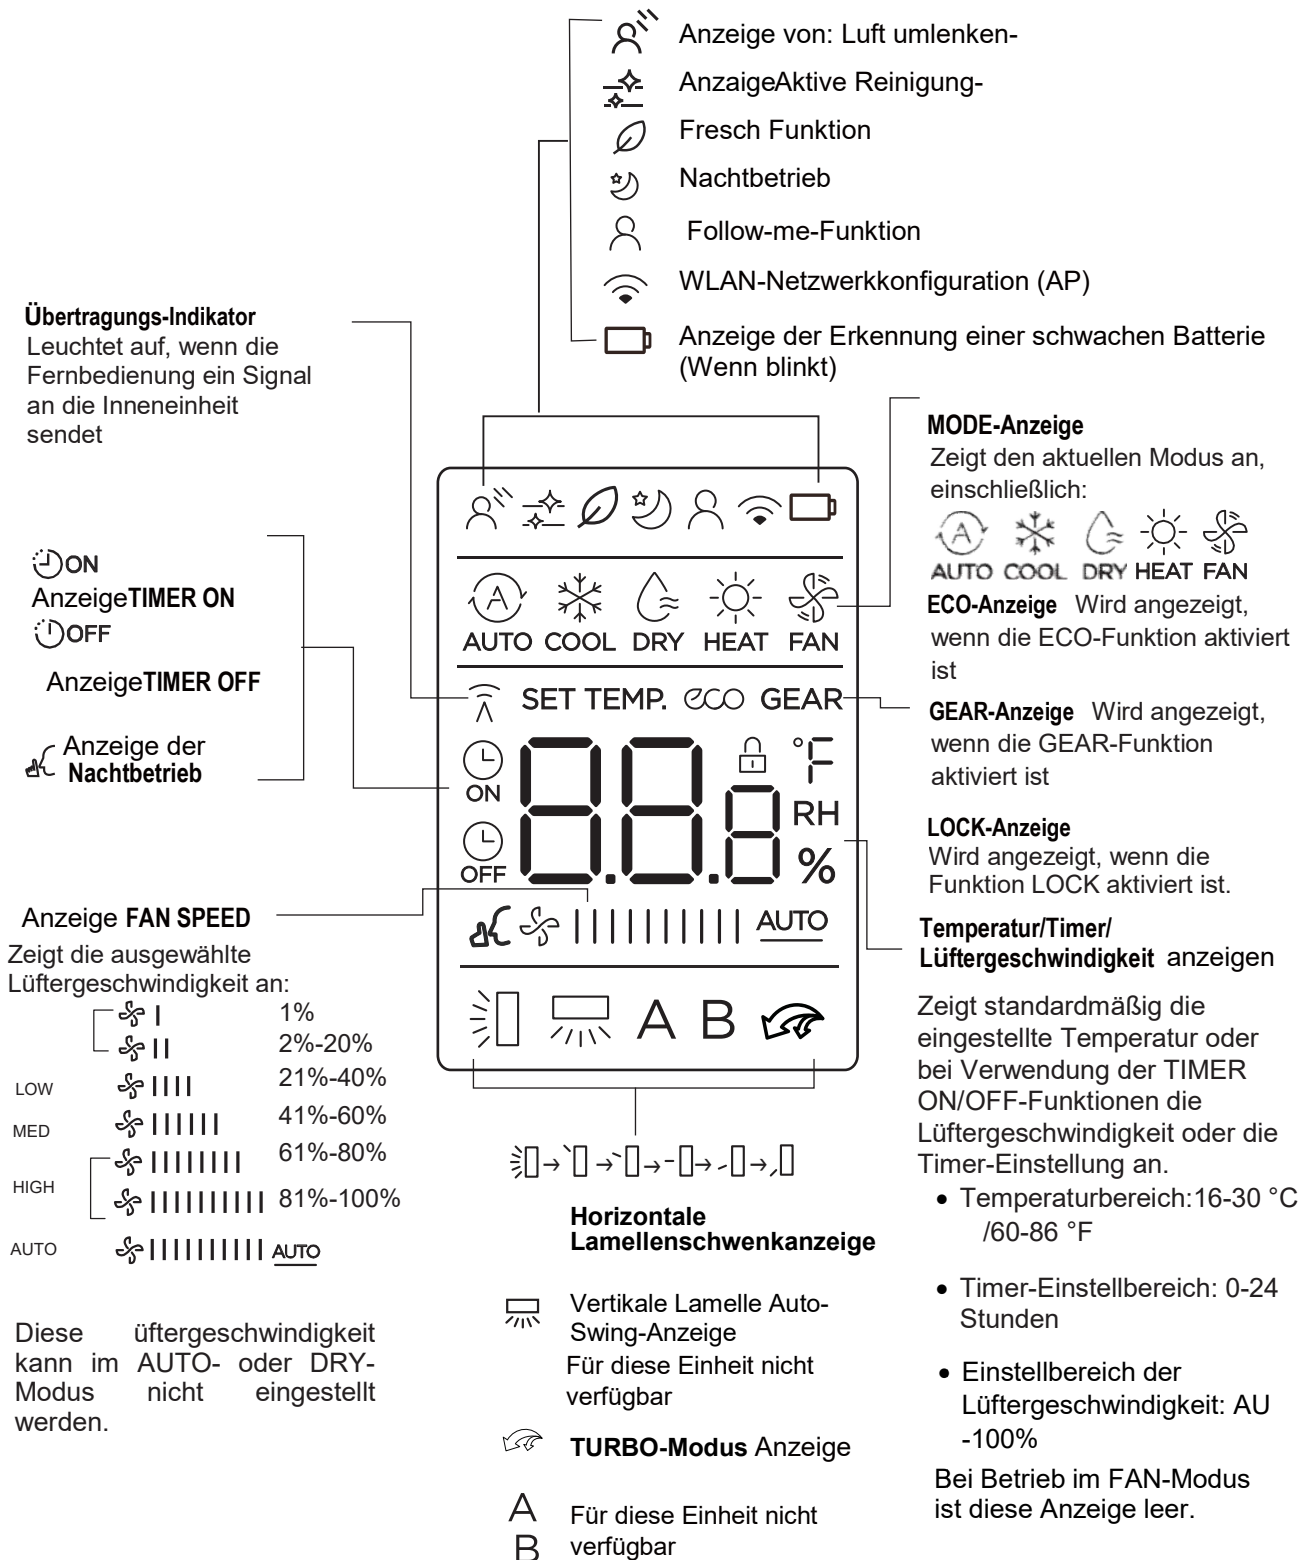 Anzeige von: Luft umlenken-
AnzaigeAktive Reinigung-
Fresch Funktion
Nachtbetrieb
Follow-me-Funktion
WLAN-Netzwerkkonfiguration (AP)
Anzeige der Erkennung einer schwachen Batterie
(Wenn blinkt)
Übertragungs-Indikator
Leuchtet auf, wenn die
Fernbedienung ein Signal
an die Inneneinheit
sendet
ON
AnzeigeTIMER ON
OFF
AnzeigeTIMER OFF
Anzeige der
Nachtbetrieb
Anzeige FAN SPEED
Zeigt die ausgewählte
Lüftergeschwindigkeit an:
1%
2%-20%
LOW 21%-40%
MED 41%-60%
61%-80%
HIGH
81%-100%
AUTO AUTO
Diese üftergeschwindigkeit
kann im AUTO- oder DRY-
Modus nicht eingestellt
werden.
AUTO COOL DRY HEAT FAN
SET TEMP. eco GEAR
ON
OFF
8.8.8
°F
RH
%
AUTO
A B
Horizontale
Lamellenschwenkanzeige
Vertikale Lamelle Auto-
Swing-Anzeige
Für diese Einheit nicht
verfügbar
TURBO-Modus Anzeige
A
B
Für diese Einheit nicht
verfügbar
MODE-Anzeige
Zeigt den aktuellen Modus an,
einschließlich:
AUTO COOL DRY HEAT FAN
ECO-Anzeige Wird angezeigt,
wenn die ECO-Funktion aktiviert
ist
GEAR-Anzeige Wird angezeigt,
wenn die GEAR-Funktion
aktiviert ist
LOCK-Anzeige
Wird angezeigt, wenn die
Funktion LOCK aktiviert ist.
Temperatur/Timer/
Lüftergeschwindigkeit anzeigen
Zeigt standardmäßig die
eingestellte Temperatur oder
bei Verwendung der TIMER
ON/OFF-Funktionen die
Lüftergeschwindigkeit oder die
Timer-Einstellung an.
• Temperaturbereich:16-30 °C
/60-86 °F
• Timer-Einstellbereich: 0-24
Stunden
• Einstellbereich der
Lüftergeschwindigkeit: AU
-100%
Bei Betrieb im FAN-Modus
ist diese Anzeige leer.